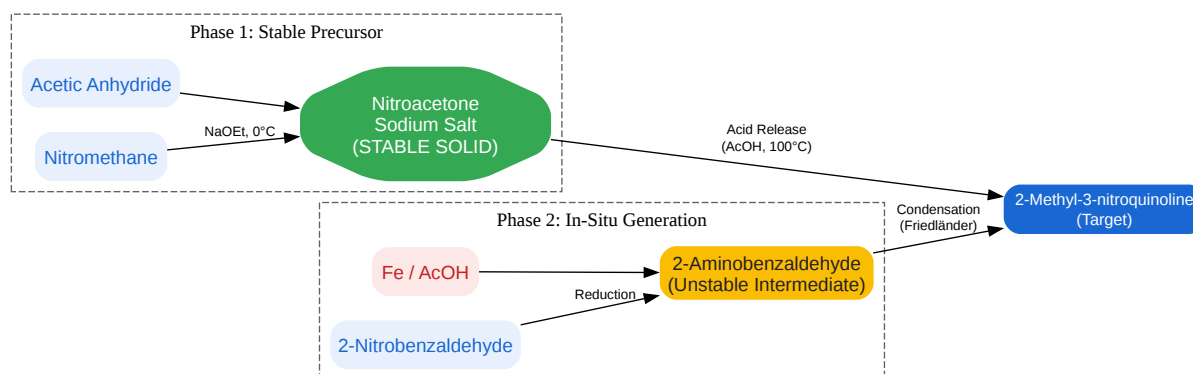 Phase 1: Stable Precursor
Acetic Anhydride
Nitromethane
NaOEt, 0°C
Nitroacetone
Sodium Salt
(STABLE SOLID)
Acid Release
(AcOH, 100°C)
Phase 2: In-Situ Generation
Fe / AcOH
Reduction
2-Nitrobenzaldehyde
2-Aminobenzaldehyde
(Unstable Intermediate)
Condensation
(Friedländer)
2-Methyl-3-nitroquinoline
(Target)